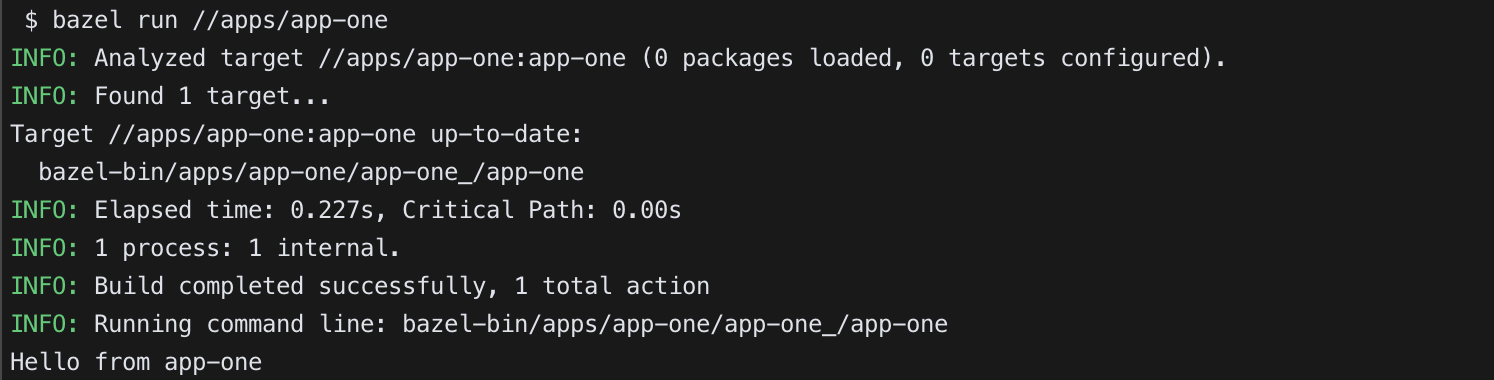 $ bazel run //apps/app-one
INFO: Analyzed target //apps/app-one:app-one (0 packages loaded, 0 targets configured).
INFO: Found 1 target...
Target //apps/app-one:app-one up-to-date:
  bazel-bin/apps/app-one/app-one_/app-one
INFO: Elapsed time: 0.227s, Critical Path: 0.00s
INFO: 1 process: 1 internal.
INFO: Build completed successfully, 1 total action
INFO: Running command line: bazel-bin/apps/app-one/app-one_/app-one
Hello from app-one